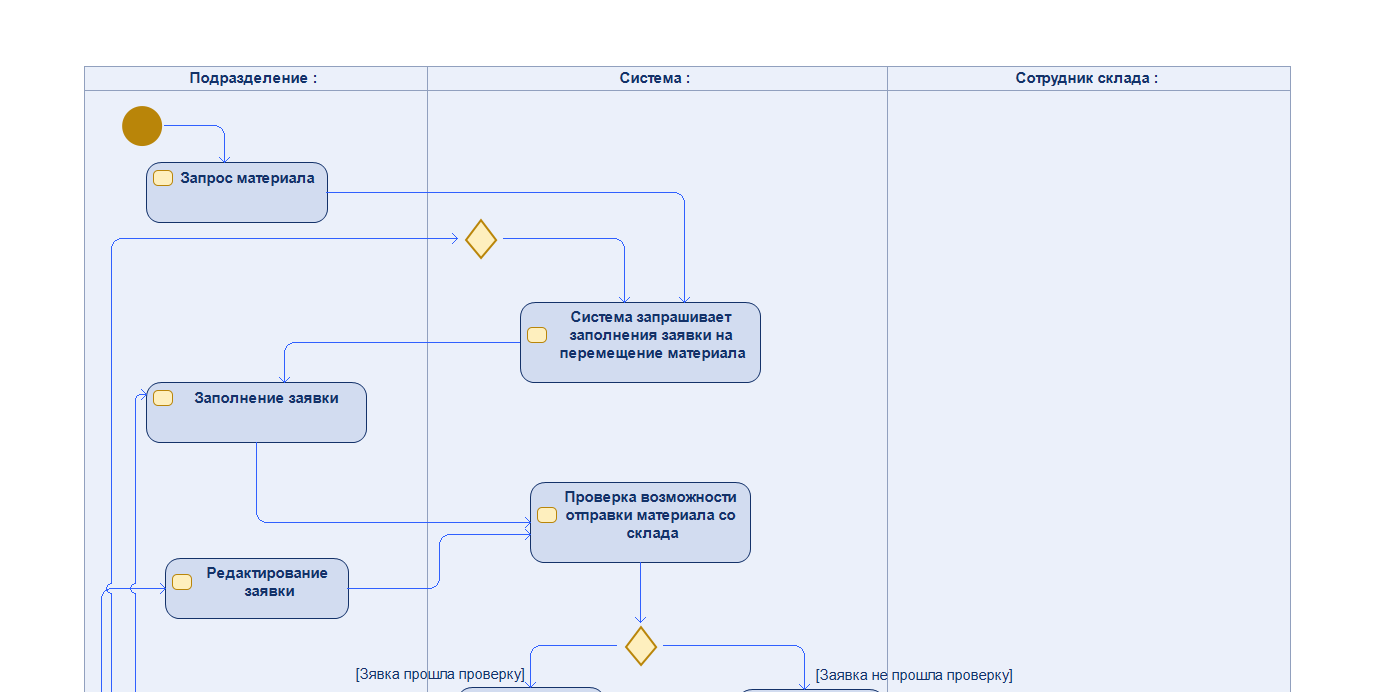 Подразделение :
Система :
Сотрудник склада :
Запрос материала
Система запрашивает
заполнения заявки на
перемещение материала
Заполнение заявки
Проверка возможности
отправки материала со
склада
Редактирование
заявки
[Зявка прошла проверку]
[Заявка не прошла проверку]